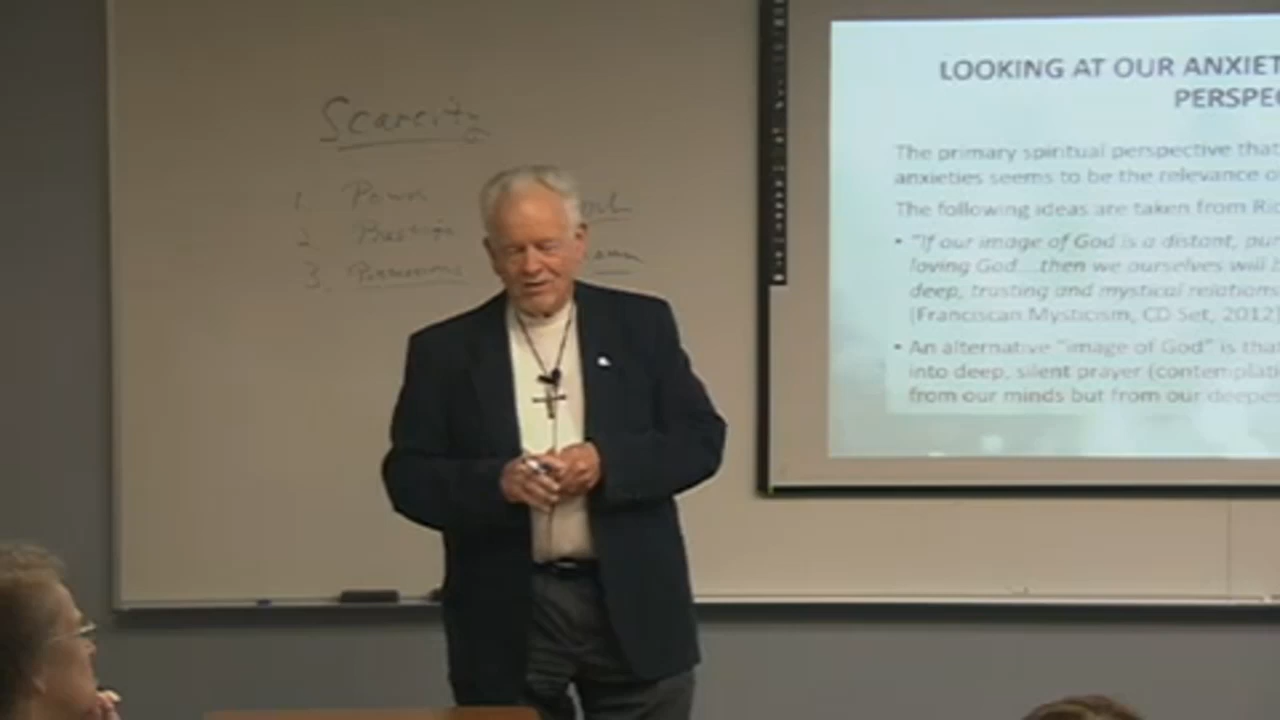 Scarcity
1. Power
2. Prestige
3. Possessions
LOOKING AT OUR ANXIET
PERSPEC
The primary spiritual perspective that
anxieties seems to be the relevance o
The following ideas are taken from Ric
• "If our image of God is a distant, pun
loving God....then we ourselves will b
deep, trusting and mystical relations
(Franciscan Mysticism, CD Set, 2012)
• An alternative "image of God" is that
into deep, silent prayer (contemplati
from our minds but from our deepes